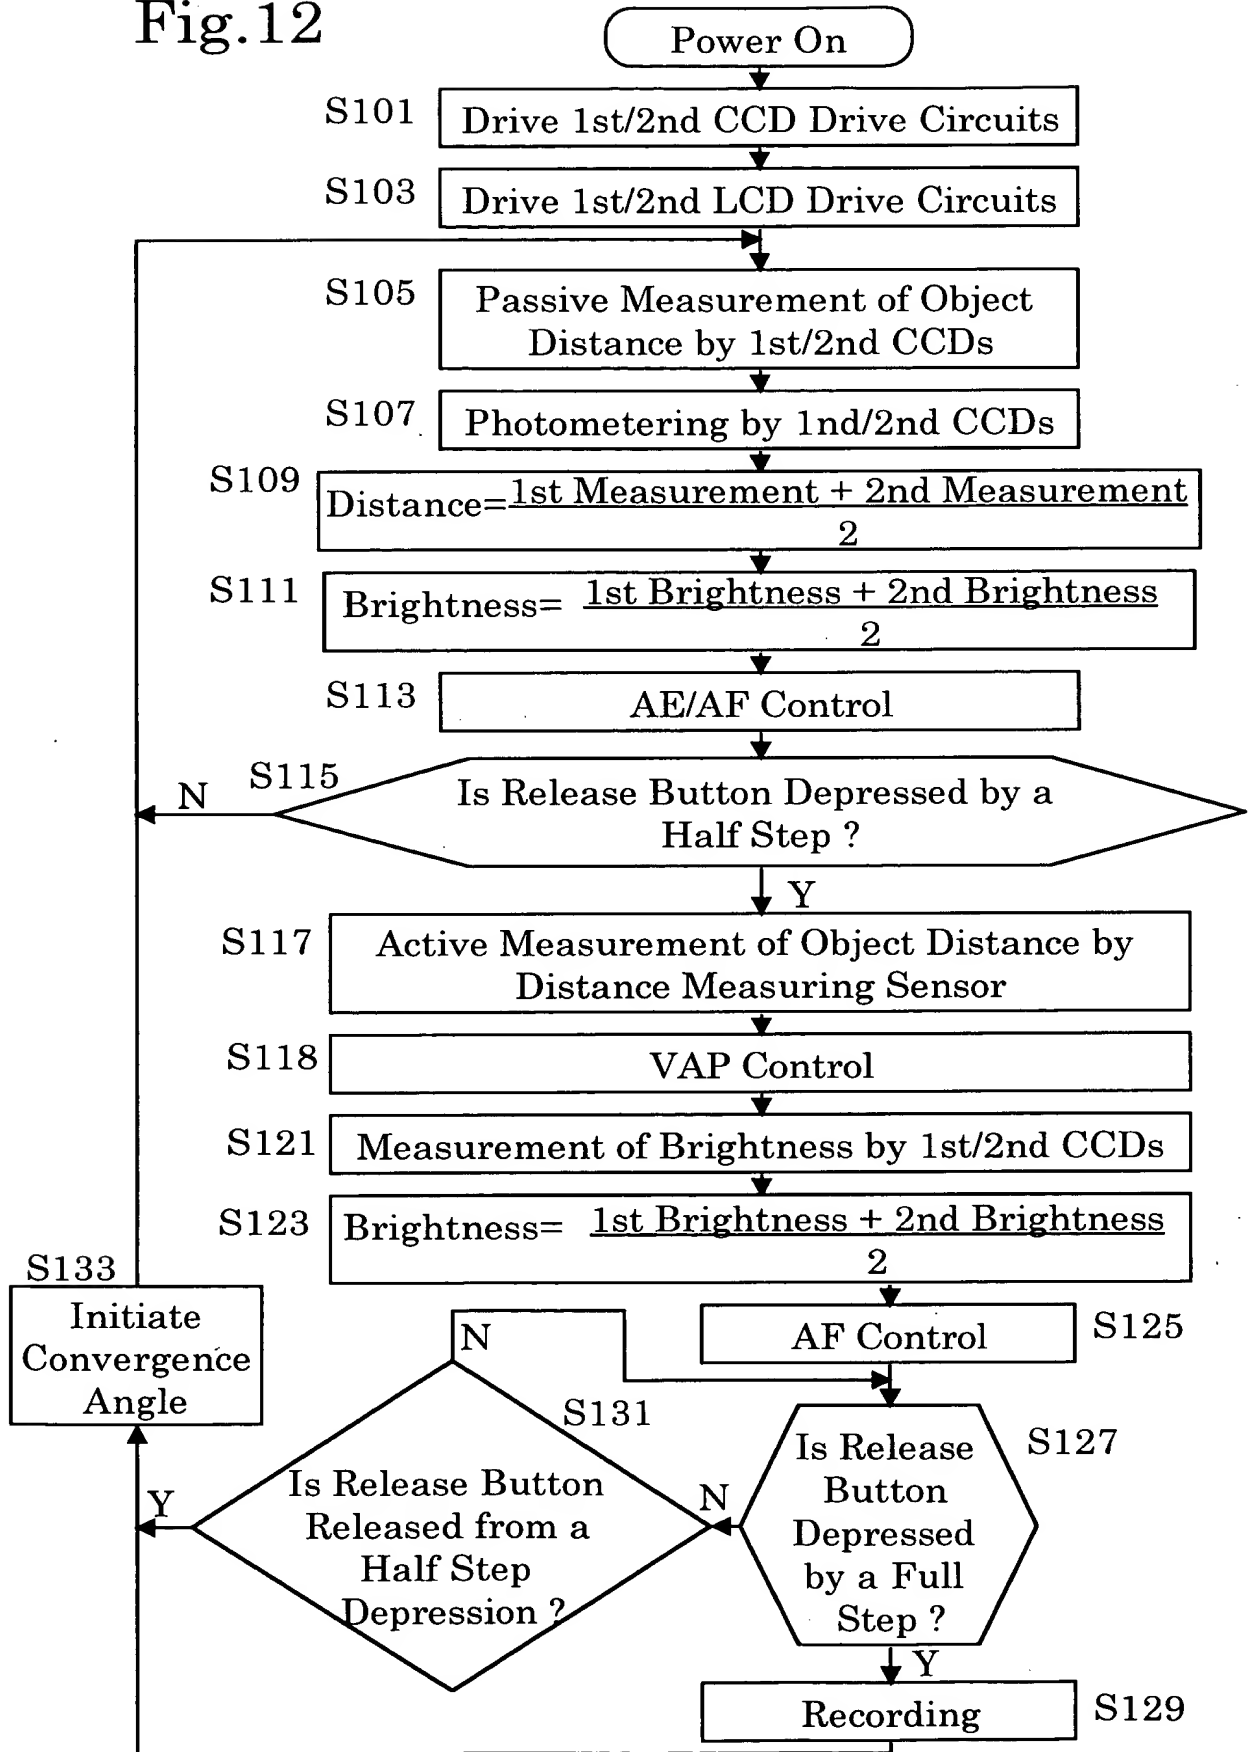 Fig.12
Power On
S101
Drive 1st/2nd CCD Drive Circuits
S103
Drive 1st/2nd LCD Drive Circuits
S105
Passive Measurement of Object
Distance by 1st/2nd CCDs
S107
Photometering by 1nd/2nd CCDs
S109
Distance=1st Measurement + 2nd Measurement
2
S111
Brightness= 1st Brightness + 2nd Brightness
2
S113
AE/AF Control
S115
N
Is Release Button Depressed by a
Half Step ?
Y
S117
Active Measurement of Object Distance by
Distance Measuring Sensor
S118
VAP Control
S121
Measurement of Brightness by 1st/2nd CCDs
S123
Brightness= 1st Brightness + 2nd Brightness
2
S133
Initiate
Convergence
Angle
N
AF Control
S125
S131
Is Release Button
Released from a
Half Step
Depression ?
Y
N
S127
Is Release
Button
Depressed
by a Full
Step ?
Y
Recording
S129